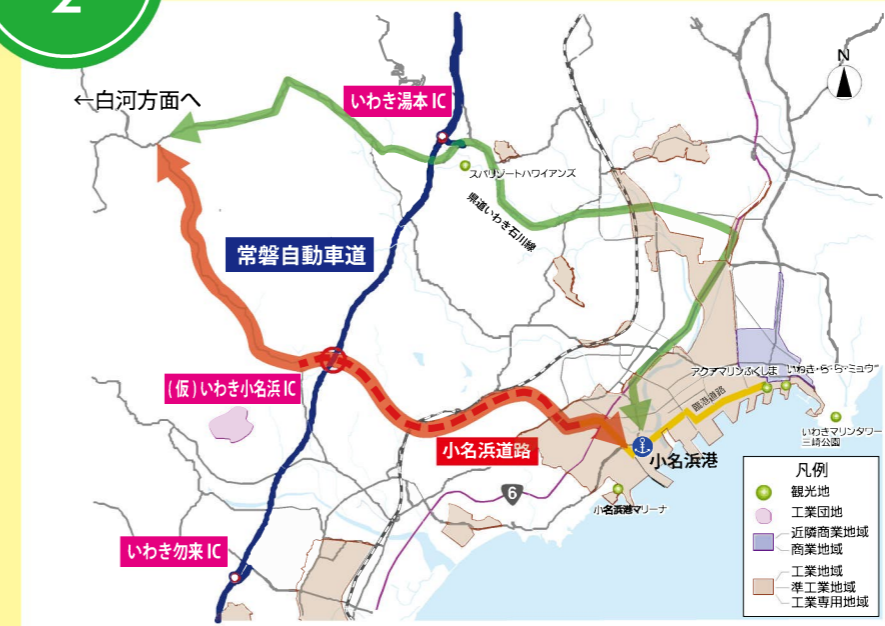 2
←白河方面へ
いわき湯本 IC
N
スパリゾートハワイアンズ
県道いわき石川線
常磐自動車道
(仮)いわき小名浜 IC
アクアマリンふくしま
いわき・ら・ら・ミュウ
臨港道路
いわきマリンタワー
三崎公園
小名浜道路
小名浜港
6
小名浜港マリーナ
いわき勿来 IC
凡例
観光地
工業団地
近隣商業地域
商業地域
工業地域
準工業地域
工業専用地域